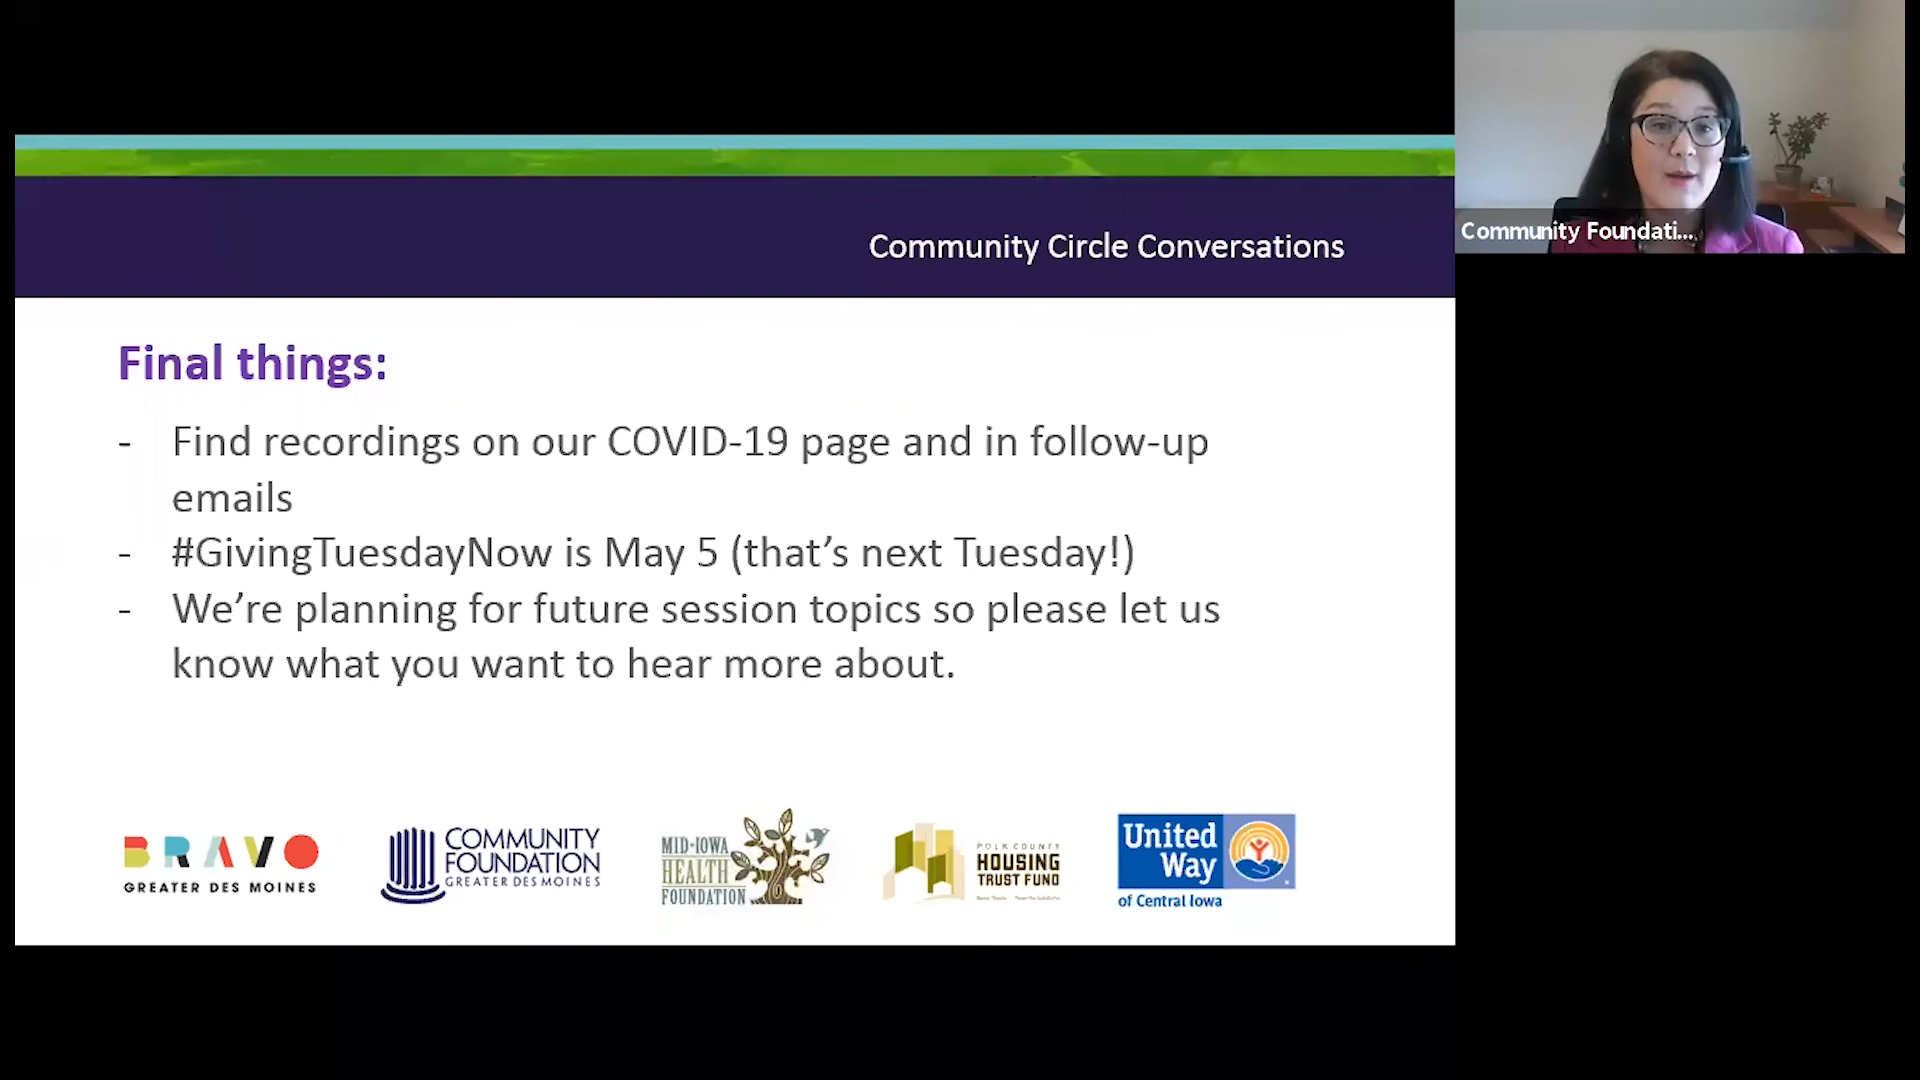 Community Foundati...
Community Circle Conversations
Final things:
- Find recordings on our COVID-19 page and in follow-up
emails
- #GivingTuesdayNow is May 5 (that's next Tuesday!)
- We're planning for future session topics so please let us
know what you want to hear more about.
BRAVO
GREATER DES MOINES
COMMUNITY
FOUNDATION
GREATER DES MOINES
MID-IOWA
HEALTH
FOUNDATION
POLK COUNTY
HOUSING
TRUST FUND
United
Way
of Central Iowa